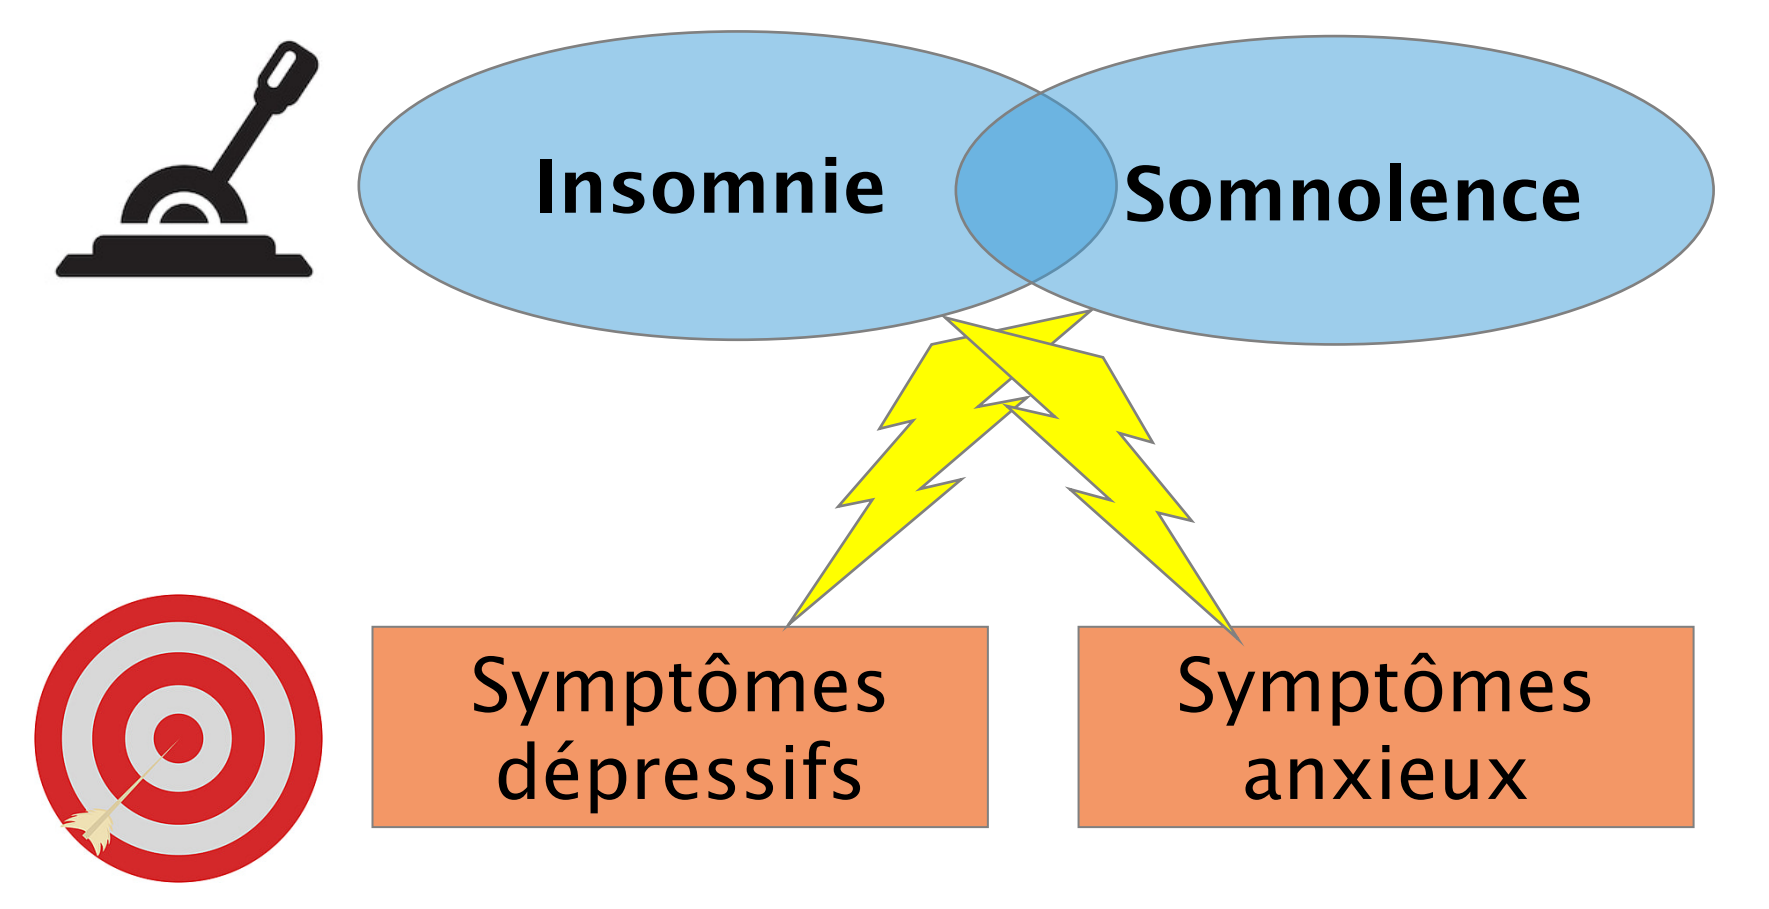 Insomnie
Somnolence
Symptômes
dépressifs
Symptômes
anxieux